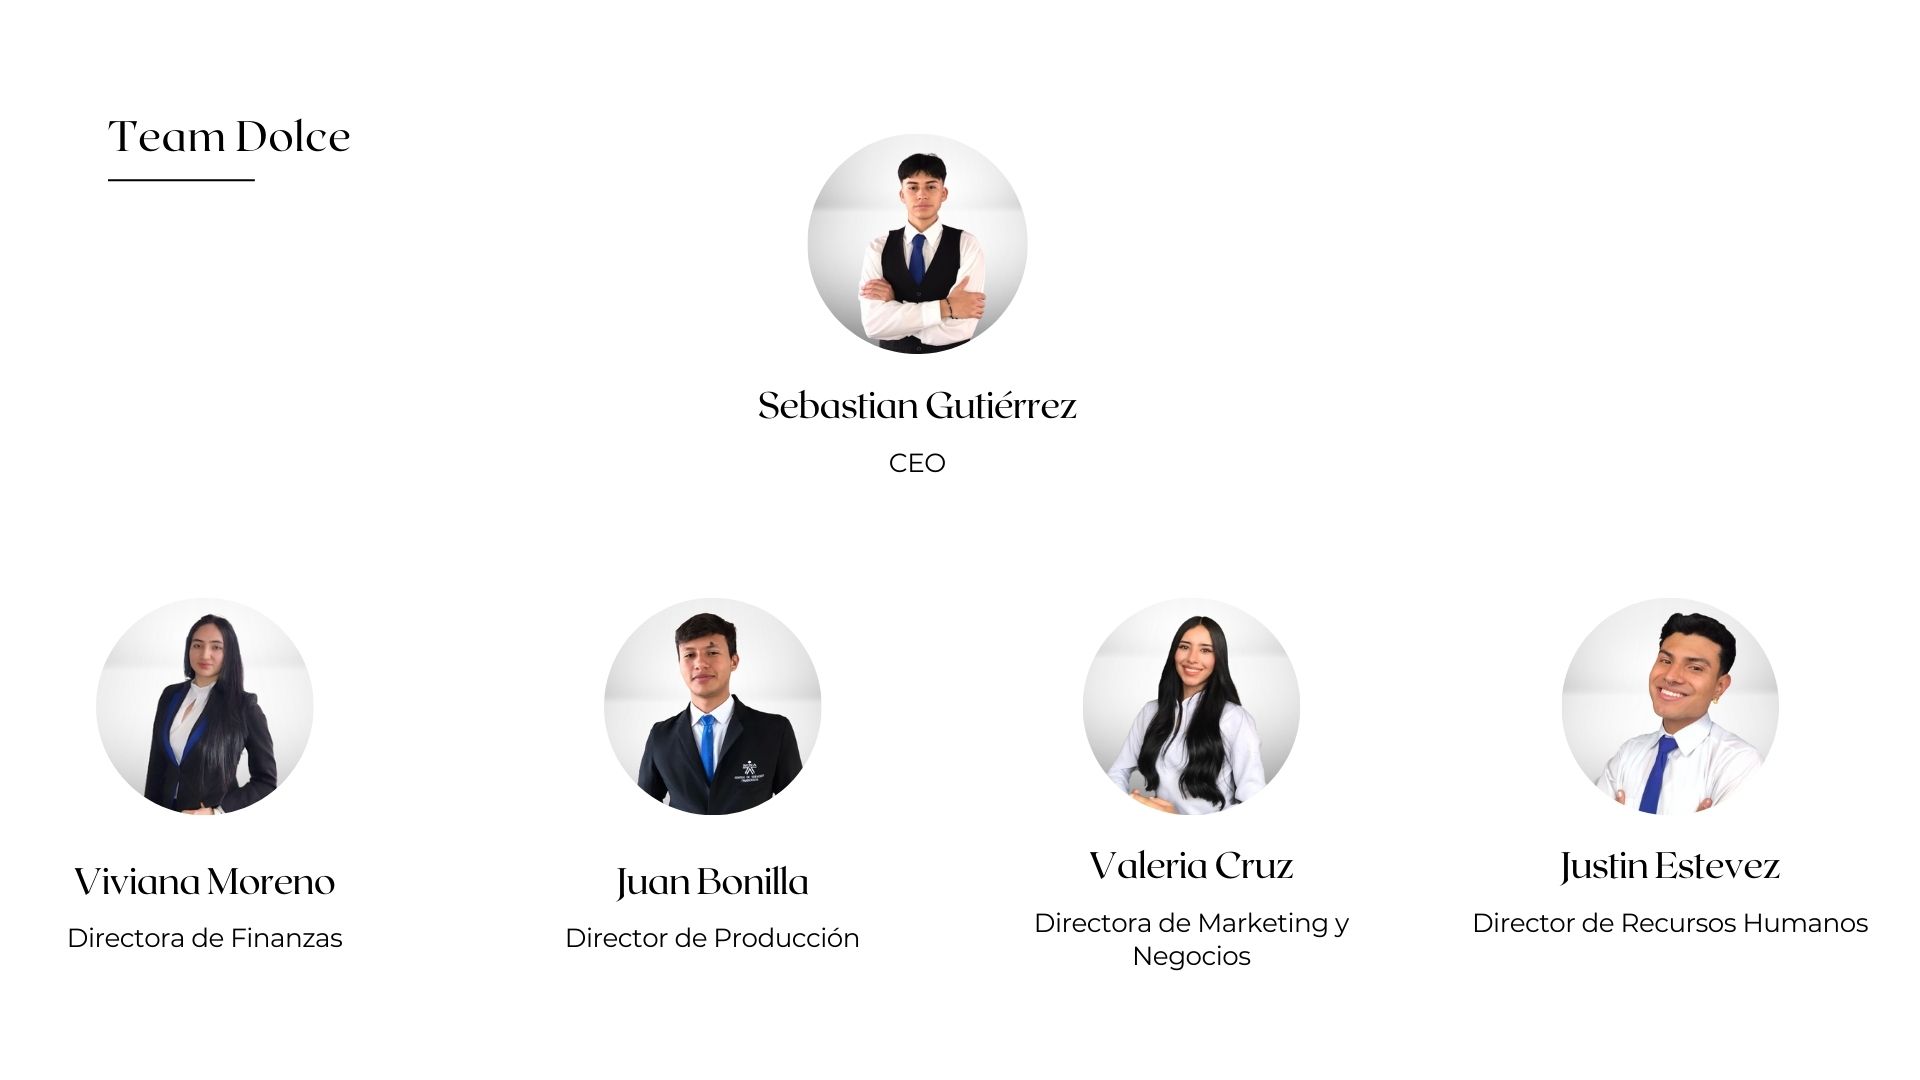 Team Dolce
Sebastian Gutiérrez
CEO
Viviana Moreno
Directora de Finanzas
Juan Bonilla
Director de Producción
Valeria Cruz
Directora de Marketing y
Negocios
Justin Estevez
Director de Recursos Humanos